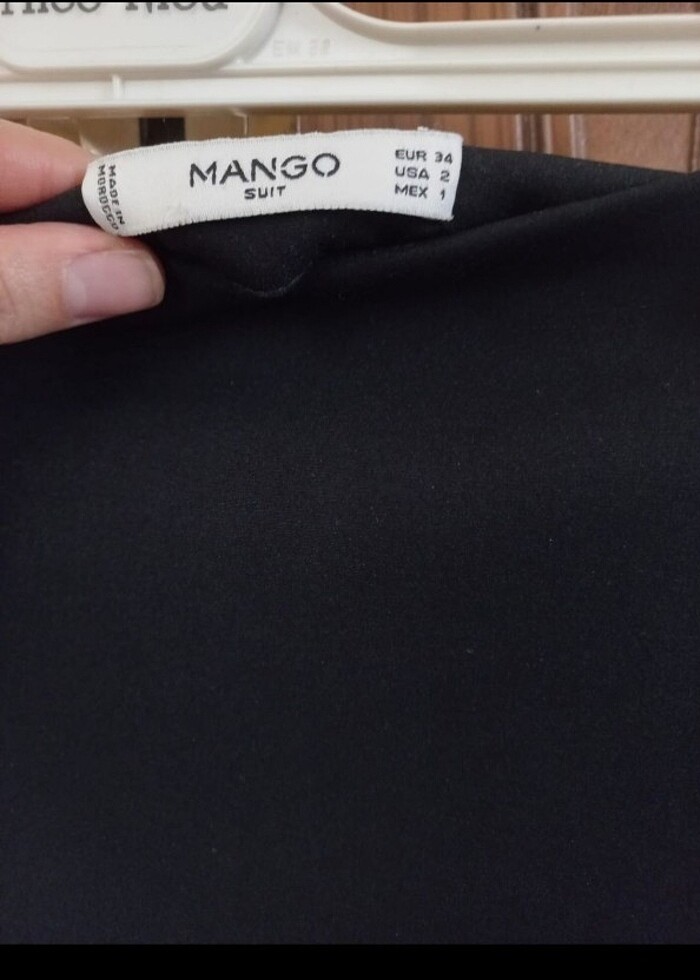 MADE IN
MOROCCO
MANGO
SUIT
EUR 34
USA 2
MEX 1